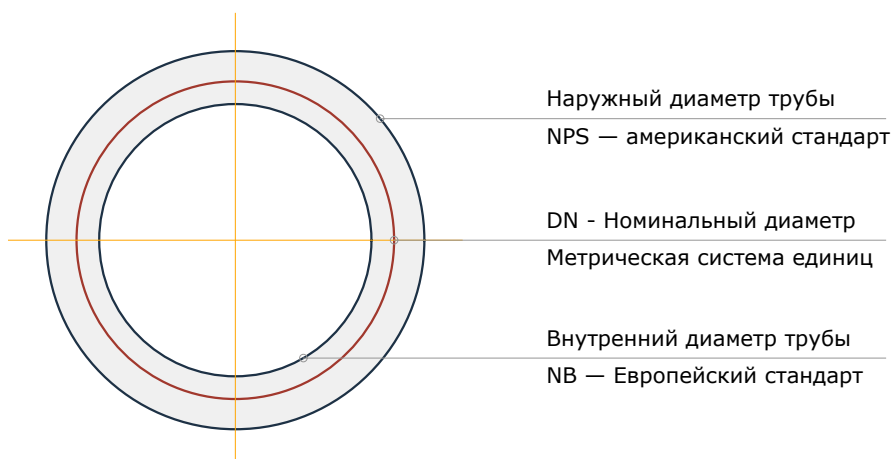 Наружный диаметр трубы
NPS — американский стандарт
DN - Номинальный диаметр
Метрическая система единиц
Внутренний диаметр трубы
NB — Европейский стандарт